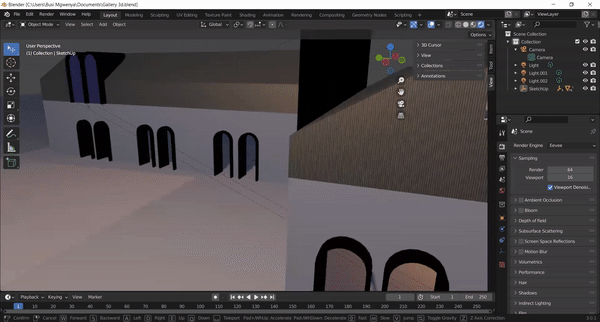 Blender [C:\Users\Buii Mgwenya\Documents\Gallery 3d.blend]
File Edit Render Window Help Layout Modeling Sculpting UV Editing Texture Paint Shading Animation Rendering Compositing Geometry Nodes Scripting Scene ViewLayer
Object Mode View Select Add Object Global
Options
User Perspective
(1) Collection | SketchUp
3D Cursor
View
Collections
Annotations
Item
Tool
View
Scene Collection
Collection
Camera
Camera
Light
Light.001
Light.002
SketchUp
Scene
Render Engine Eevee
Sampling
Render 64
Viewport 16
Viewport Denoisi..
Ambient Occlusion
Bloom
Depth of Field
Subsurface Scattering
Screen Space Reflections
Motion Blur
Volumetrics
Performance
Hair
Shadows
Indirect Lighting
Playback Keying View Marker 1 Start 1 End 250
1 10 20 30 40 50 60 70 80 90 100 110 120 130 140 150 160 170 180 190 200 210 220 230 240 250
Confirm Cancel Forward Backward Left Right Up Down Teleport Fast Slow Jump Toggle Gravity Z Axis Correction 3.0.1